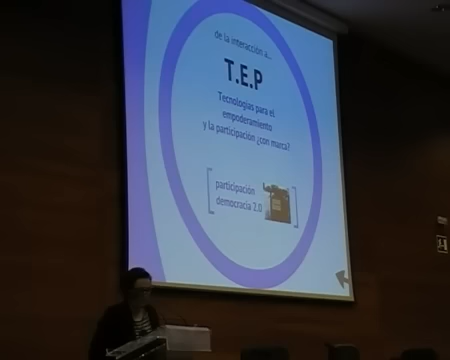 de la interacción a...
T.E.P
Tecnologías para el
empoderamiento
y la participación ¿con marca?
participación
democracia 2.0